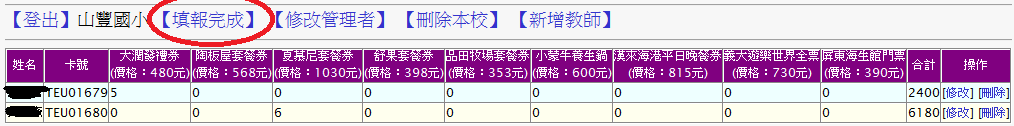 【登出】山豐國小【填報完成】【修改管理者】【刪除本校】【新增教師】
姓名 卡號 大潤發禮券 (價格：480元) 陶板屋套餐券 (價格：568元) 夏慕尼套餐券 (價格：1030元) 舒果套餐券 (價格：398元) 品田牧場套餐券 (價格：353元) 小蒙牛養生鍋 (價格：600元) 漢來海港平日晚餐券 (價格：815元) 義大遊樂世界全票 (價格：730元) 屏東海生館門票 (價格：390元) 合計 操作
TEU01679 5 0 0 0 0 0 0 0 0 2400 [修改] [刪除]
TEU01680 0 0 6 0 0 0 0 0 0 6180 [修改] [刪除]